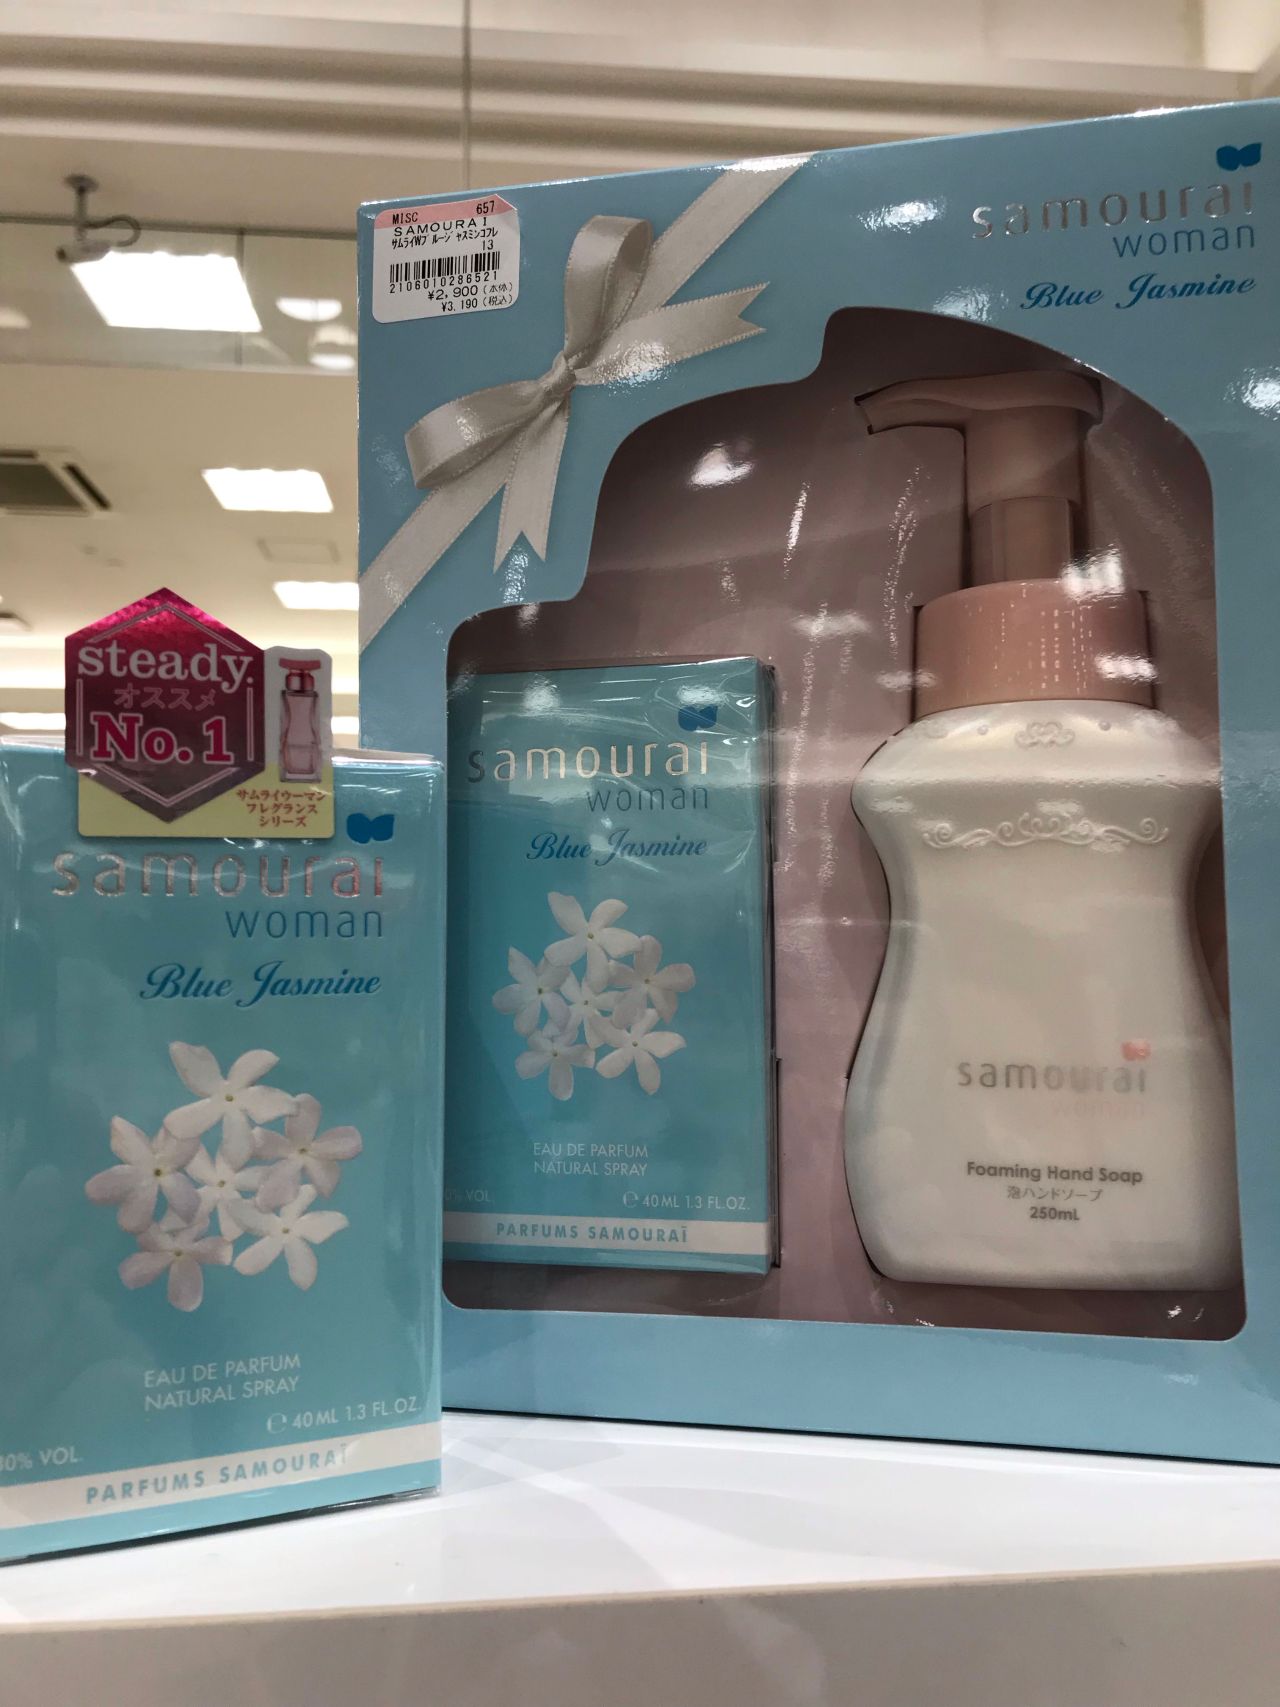 MISC 657
SAMOURAI
サムライWブルージャスミンコフレ
13
2106010286521
¥2,900（本体）
¥3,190（税込）
samourai
woman
Blue Jasmine
steady.
オススメ
No.1
サムライウーマン
フレグランス
シリーズ
samourai
woman
Blue Jasmine
EAU DE PARFUM
NATURAL SPRAY
℮ 40ML 1.3 FL.OZ.
80% VOL.
PARFUMS SAMOURAÏ
samourai
woman
Blue Jasmine
EAU DE PARFUM
NATURAL SPRAY
VOL
℮ 40ML 1.3 FL.OZ.
PARFUMS SAMOURAÏ
samourai
woman
Foaming Hand Soap
泡ハンドソープ
250mL